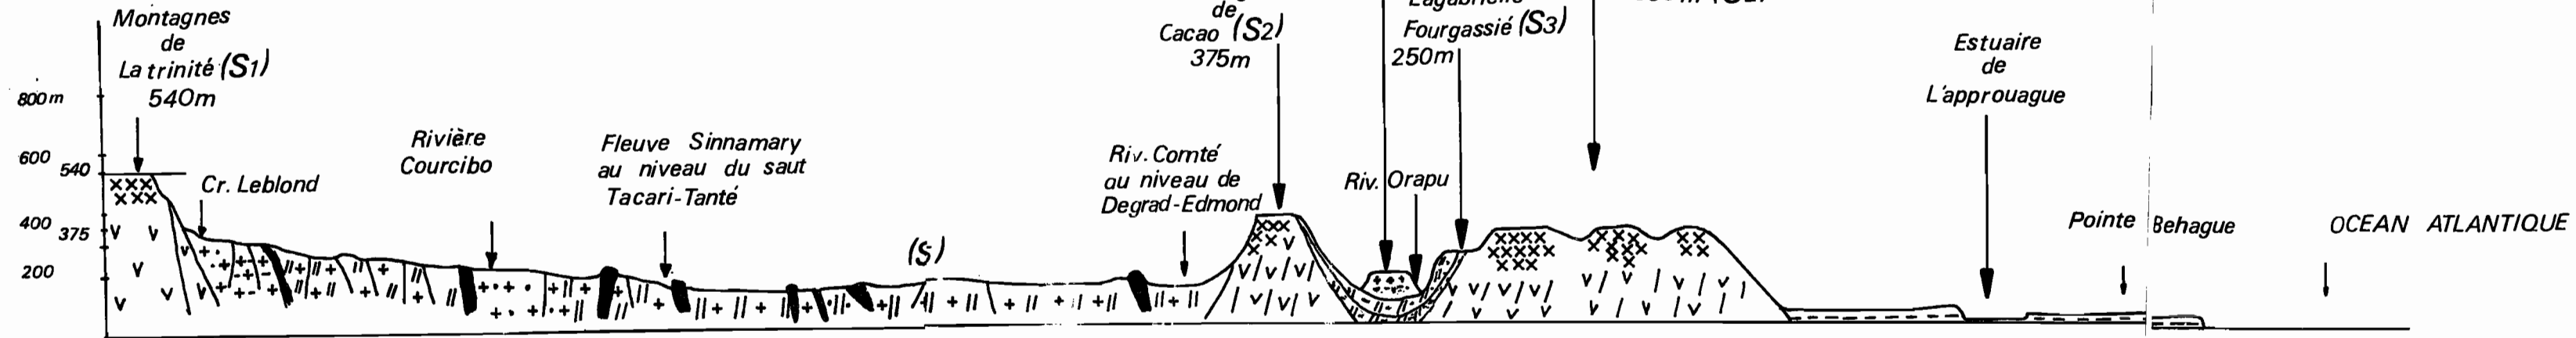 Montagnes
de
La trinité (S1)
540m
800m
600
540
400
375
200
Cr. Leblond
Rivière
Courcibo
Fleuve Sinnamary
au niveau du saut
Tacari-Tanté
(S)
Riv. Comté
au niveau de
Degrad-Edmond
de
Cacao (S2)
375m
Riv. Orapu
Fourgassié (S3)
250m
Estuaire
de
L'approuague
Pointe Behague
OCEAN ATLANTIQUE